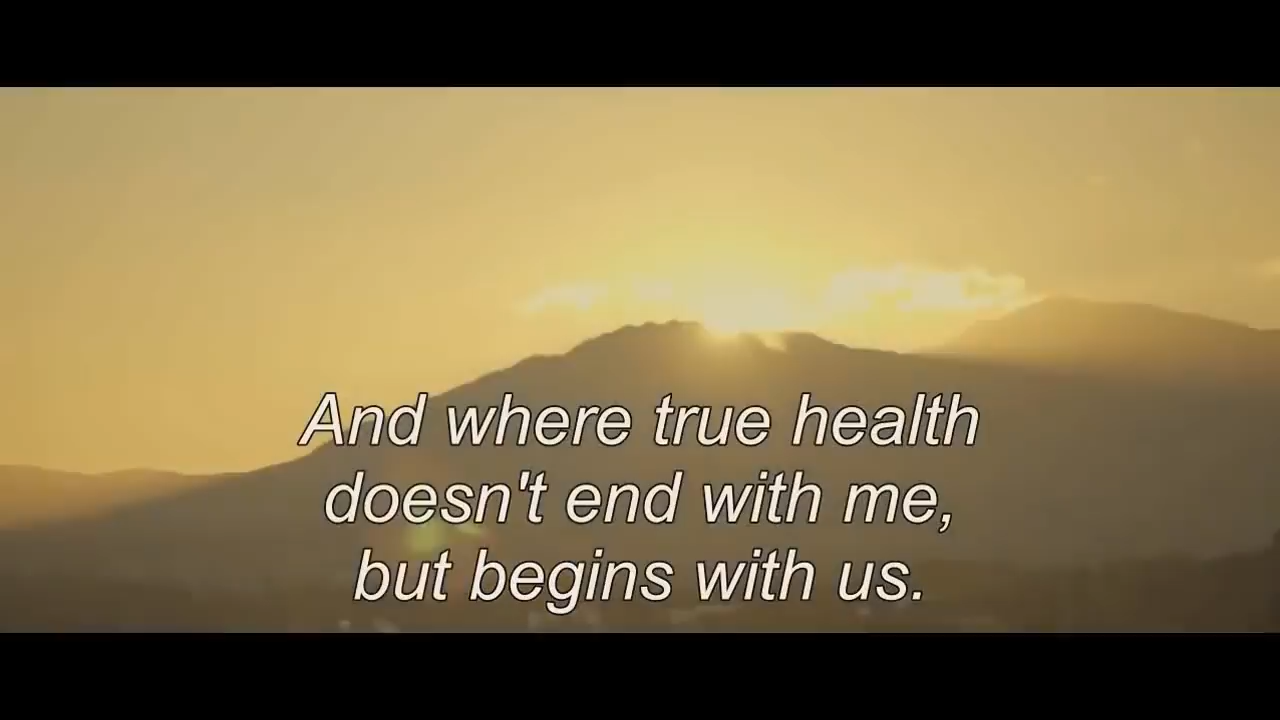 And where true health
doesn't end with me,
but begins with us.